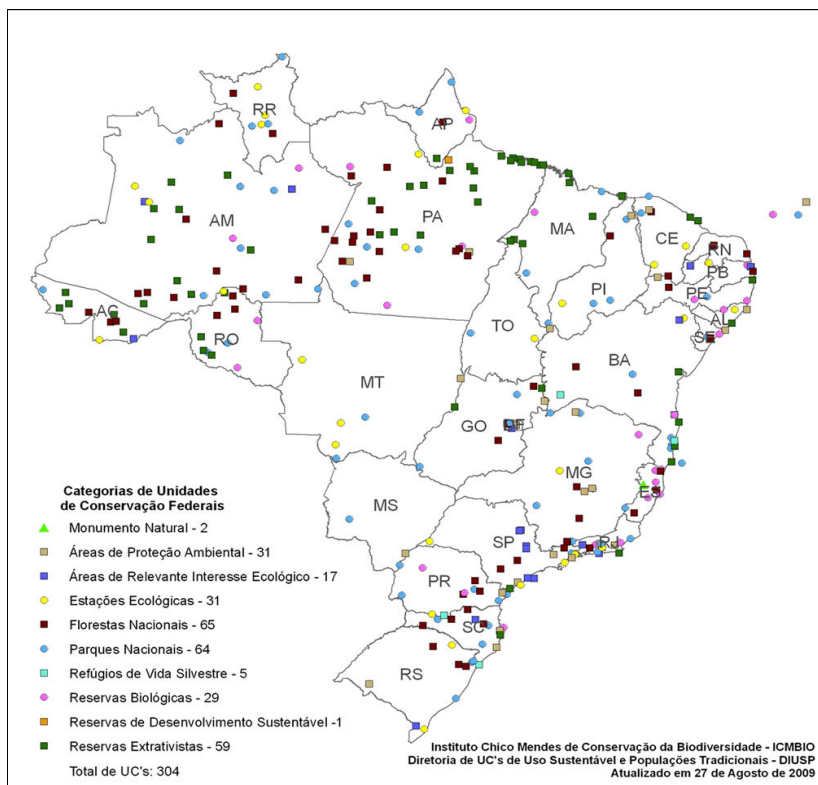 RR
AP
AM
PA
MA
CE
RN
PB
PI
PE
AC
AL
SE
TO
RO
BA
MT
GO
DF
MG
ES
MS
SP
RJ
PR
SC
RS
Categorias de Unidades
de Conservação Federais
Monumento Natural - 2
Áreas de Proteção Ambiental - 31
Áreas de Relevante Interesse Ecológico - 17
Estações Ecológicas - 31
Florestas Nacionais - 65
Parques Nacionais - 64
Refúgios de Vida Silvestre - 5
Reservas Biológicas - 29
Reservas de Desenvolvimento Sustentável -1
Reservas Extrativistas - 59
Total de UC's: 304
Instituto Chico Mendes de Conservação da Biodiversidade - ICMBIO
Diretoria de UC's de Uso Sustentável e Populações Tradicionais - DIUSP
Atualizado em 27 de Agosto de 2009